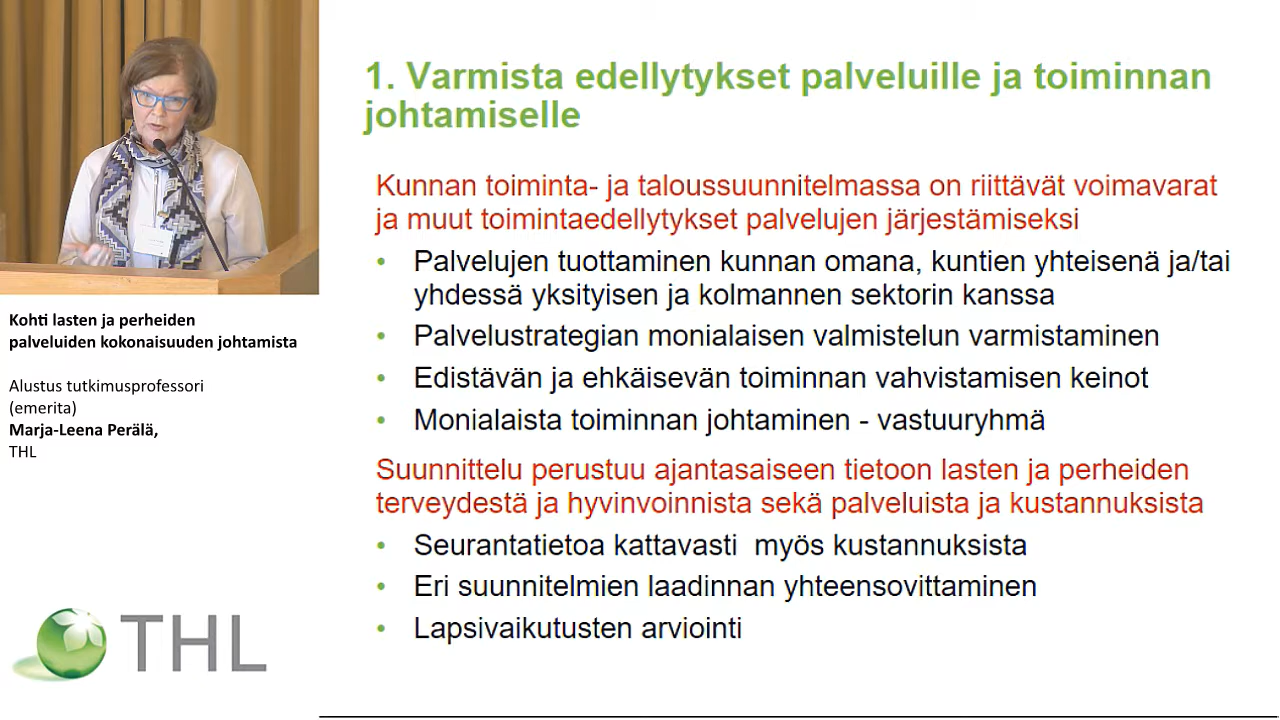 1. Varmista edellytykset palveluille ja toiminnan
johtamiselle
Kunnan toiminta- ja taloussuunnitelmassa on riittävät voimavarat
ja muut toimintaedellytykset palvelujen järjestämiseksi
• Palvelujen tuottaminen kunnan omana, kuntien yhteisenä ja/tai
yhdessä yksityisen ja kolmannen sektorin kanssa
• Palvelustrategian monialaisen valmistelun varmistaminen
• Edistävän ja ehkäisevän toiminnan vahvistamisen keinot
• Monialaista toiminnan johtaminen - vastuuryhmä
Suunnittelu perustuu ajantasaiseen tietoon lasten ja perheiden
terveydestä ja hyvinvoinnista sekä palveluista ja kustannuksista
• Seurantatietoa kattavasti  myös kustannuksista
• Eri suunnitelmien laadinnan yhteensovittaminen
• Lapsivaikutusten arviointi
Kohti lasten ja perheiden
palveluiden kokonaisuuden johtamista
Alustus tutkimusprofessori
(emerita)
Marja-Leena Perälä,
THL
THL